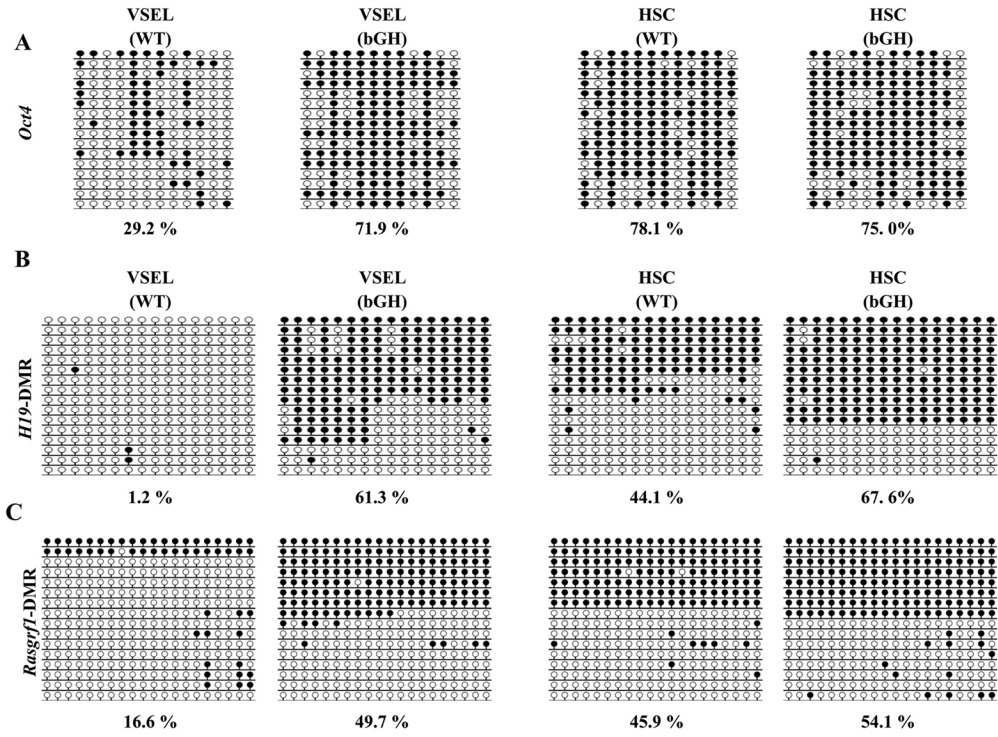 A
VSEL
(WT)
VSEL
(bGH)
HSC
(WT)
HSC
(bGH)
Oct4
29.2 %
71.9 %
78.1 %
75. 0%
B
VSEL
(WT)
VSEL
(bGH)
HSC
(WT)
HSC
(bGH)
H19-DMR
1.2 %
61.3 %
44.1 %
67. 6%
C
Rasgrf1-DMR
16.6 %
49.7 %
45.9 %
54.1 %